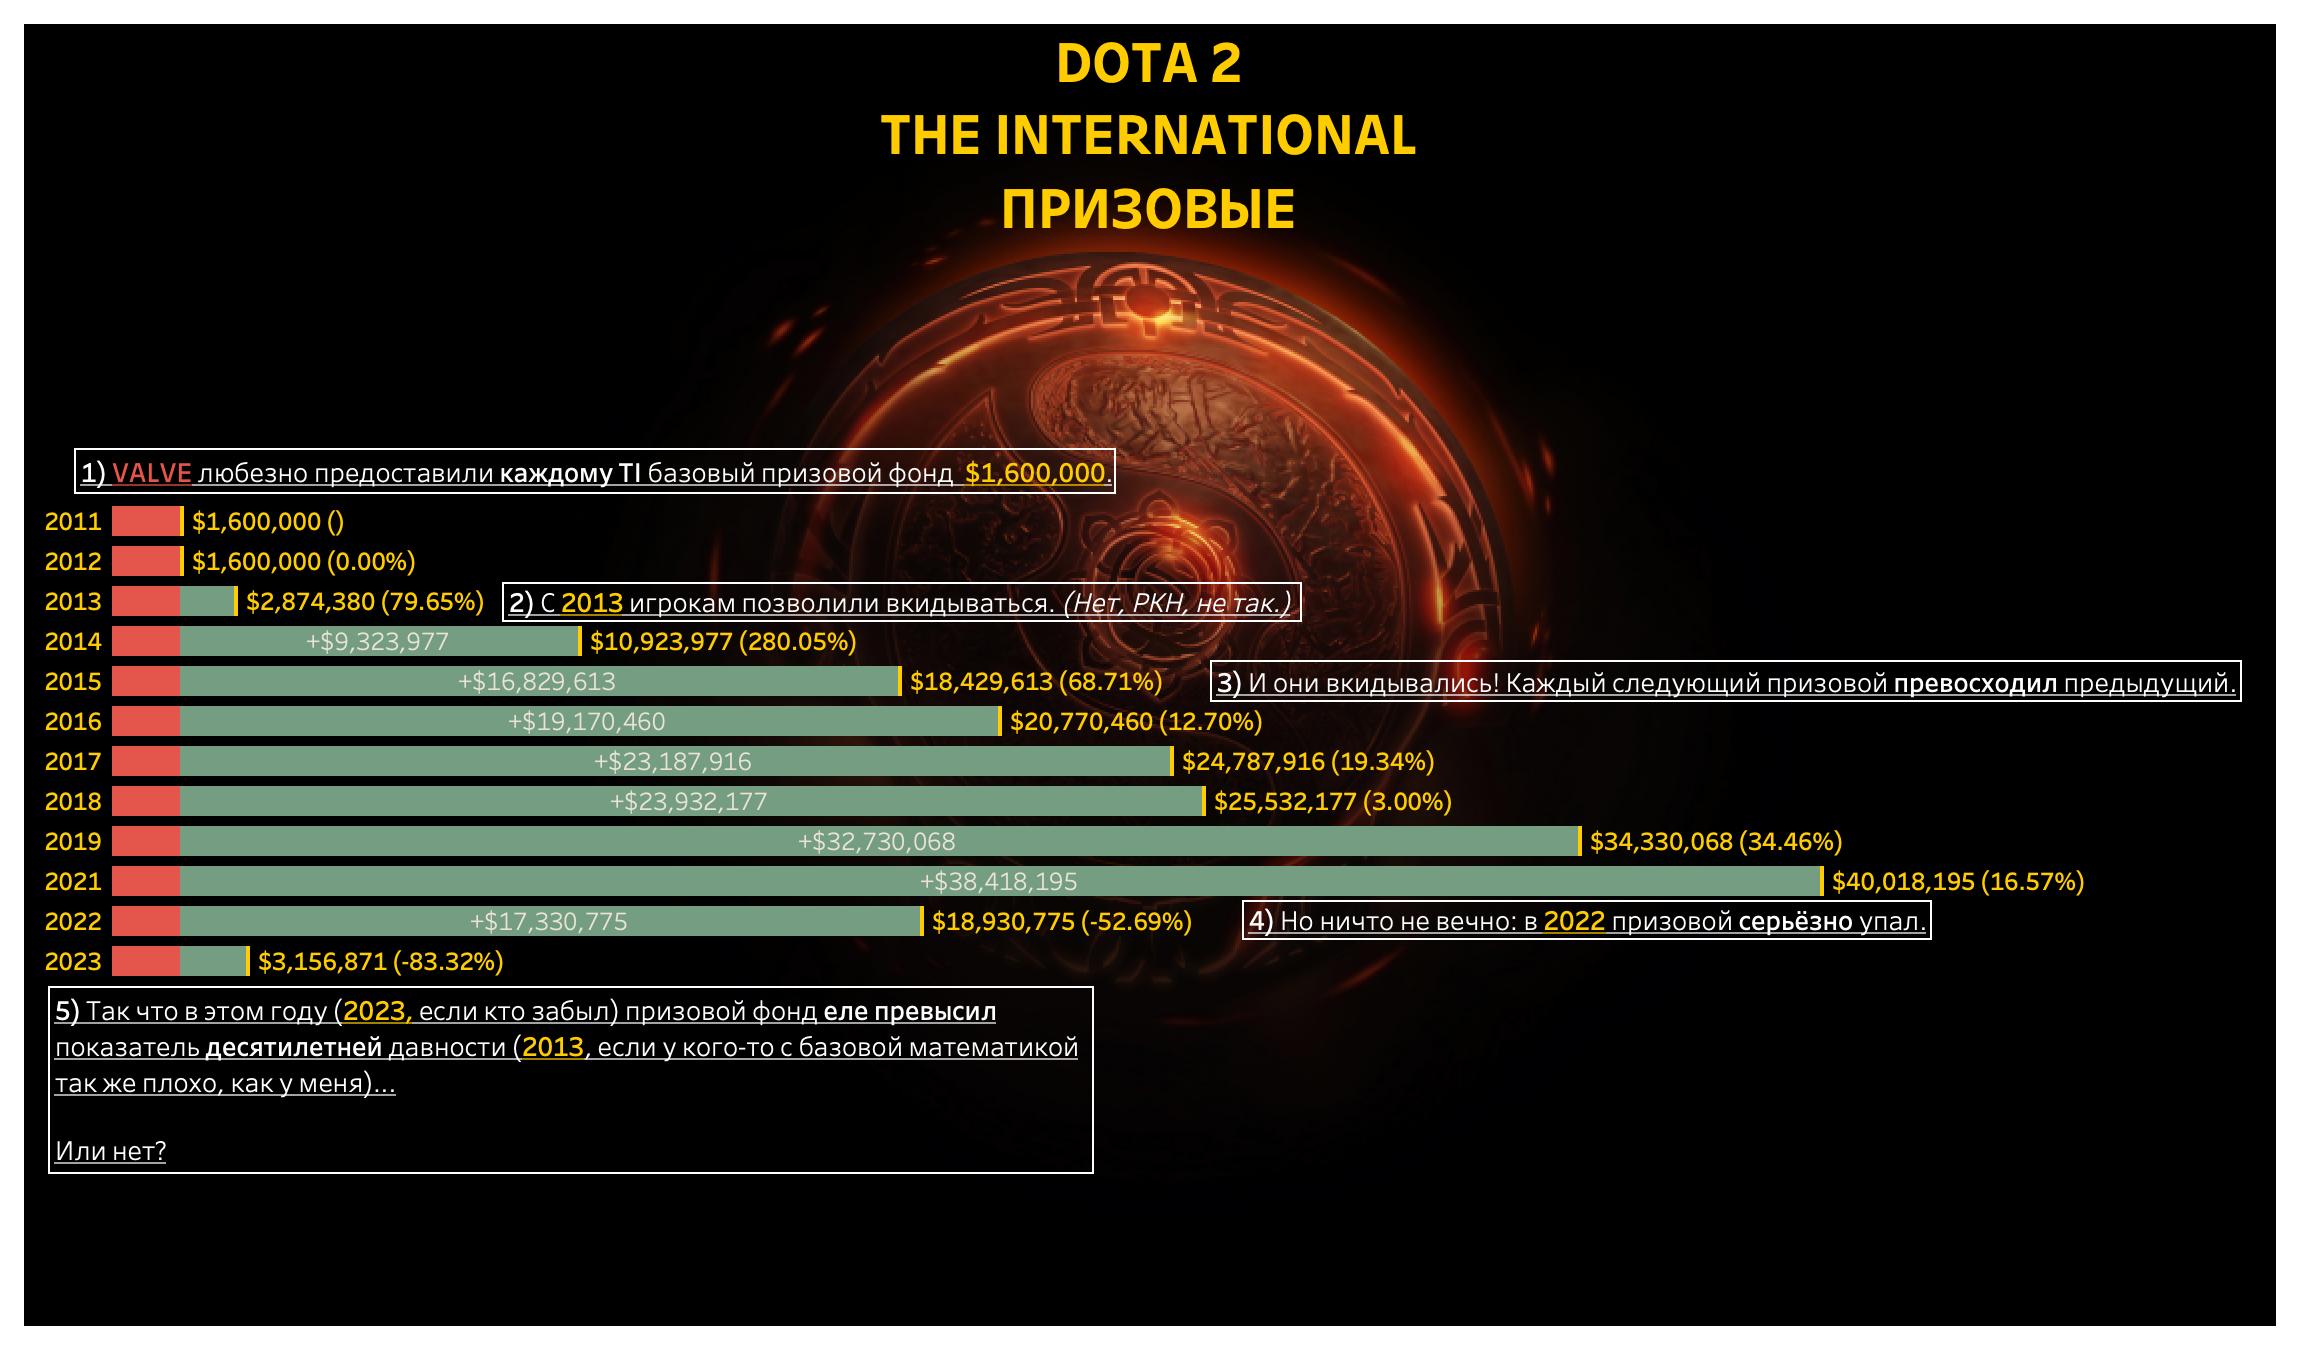 DOTA 2
THE INTERNATIONAL
ПРИЗОВЫЕ
1) VALVE любезно предоставили каждому TI базовый призовой фонд $1,600,000.
2011 $1,600,000 ()
2012 $1,600,000 (0.00%)
2013 $2,874,380 (79.65%)
2) С 2013 игрокам позволили вкидываться. (Нет, РКН, не так.)
2014 +$9,323,977 $10,923,977 (280.05%)
2015 +$16,829,613 $18,429,613 (68.71%)
3) И они вкидывались! Каждый следующий призовой превосходил предыдущий.
2016 +$19,170,460 $20,770,460 (12.70%)
2017 +$23,187,916 $24,787,916 (19.34%)
2018 +$23,932,177 $25,532,177 (3.00%)
2019 +$32,730,068 $34,330,068 (34.46%)
2021 +$38,418,195 $40,018,195 (16.57%)
2022 +$17,330,775 $18,930,775 (-52.69%)
4) Но ничто не вечно: в 2022 призовой серьёзно упал.
2023 $3,156,871 (-83.32%)
5) Так что в этом году (2023, если кто забыл) призовой фонд еле превысил
показатель десятилетней давности (2013, если у кого-то с базовой математикой
так же плохо, как у меня)...
Или нет?